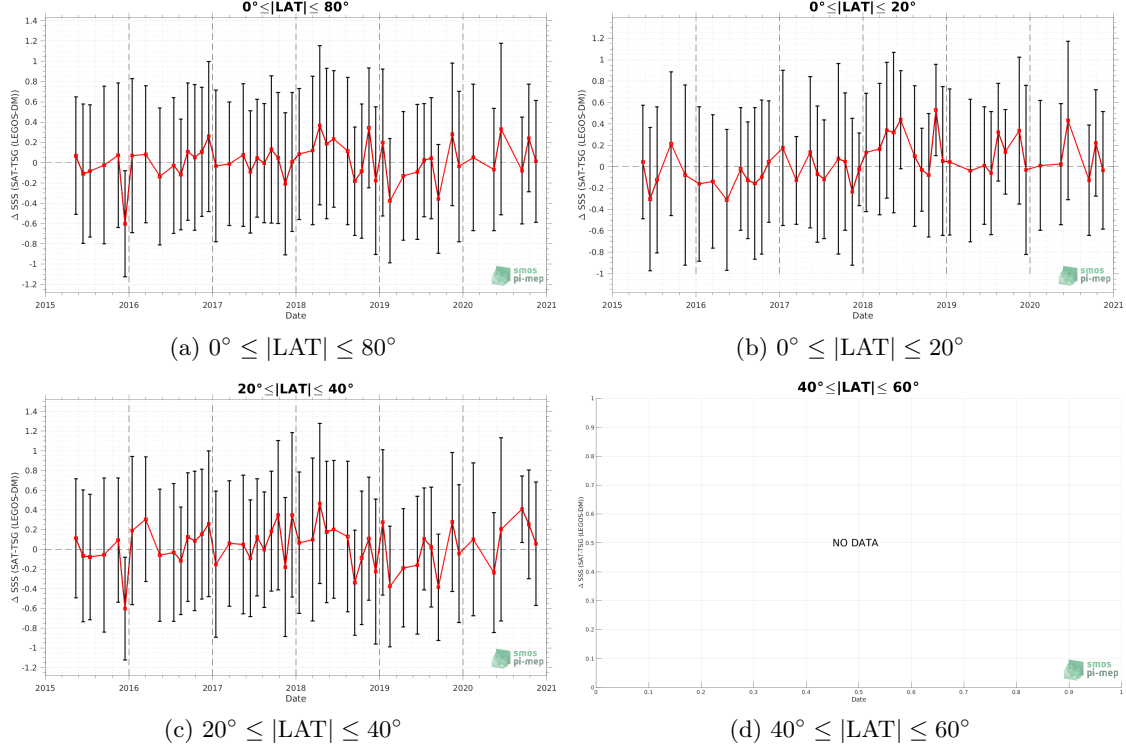 0°≤|LAT|≤ 80°
Δ SSS (SAT-TSG (LEGOS-DM))
1.4
1.2
1
0.8
0.6
0.4
0.2
0
-0.2
-0.4
-0.6
-0.8
-1
-1.2
2015 2016 2017 2018 2019 2020 2021
Date
smos
pi-mep
(a) 0° ≤ |LAT| ≤ 80°
0°≤|LAT|≤ 20°
Δ SSS (SAT-TSG (LEGOS-DM))
1.4
1.2
1
0.8
0.6
0.4
0.2
0
-0.2
-0.4
-0.6
-0.8
-1
2015 2016 2017 2018 2019 2020 2021
Date
smos
pi-mep
(b) 0° ≤ |LAT| ≤ 20°
20°≤|LAT|≤ 40°
Δ SSS (SAT-TSG (LEGOS-DM))
1.4
1.2
1
0.8
0.6
0.4
0.2
0
-0.2
-0.4
-0.6
-0.8
-1
-1.2
2015 2016 2017 2018 2019 2020 2021
Date
smos
pi-mep
(c) 20° ≤ |LAT| ≤ 40°
40°≤|LAT|≤ 60°
Δ SSS (SAT-TSG (LEGOS-DM))
1
0.9
0.8
0.7
0.6
0.5
0.4
0.3
0.2
0.1
0
NO DATA
0 0.1 0.2 0.3 0.4 0.5 0.6 0.7 0.8 0.9 1
Date
smos
pi-mep
(d) 40° ≤ |LAT| ≤ 60°